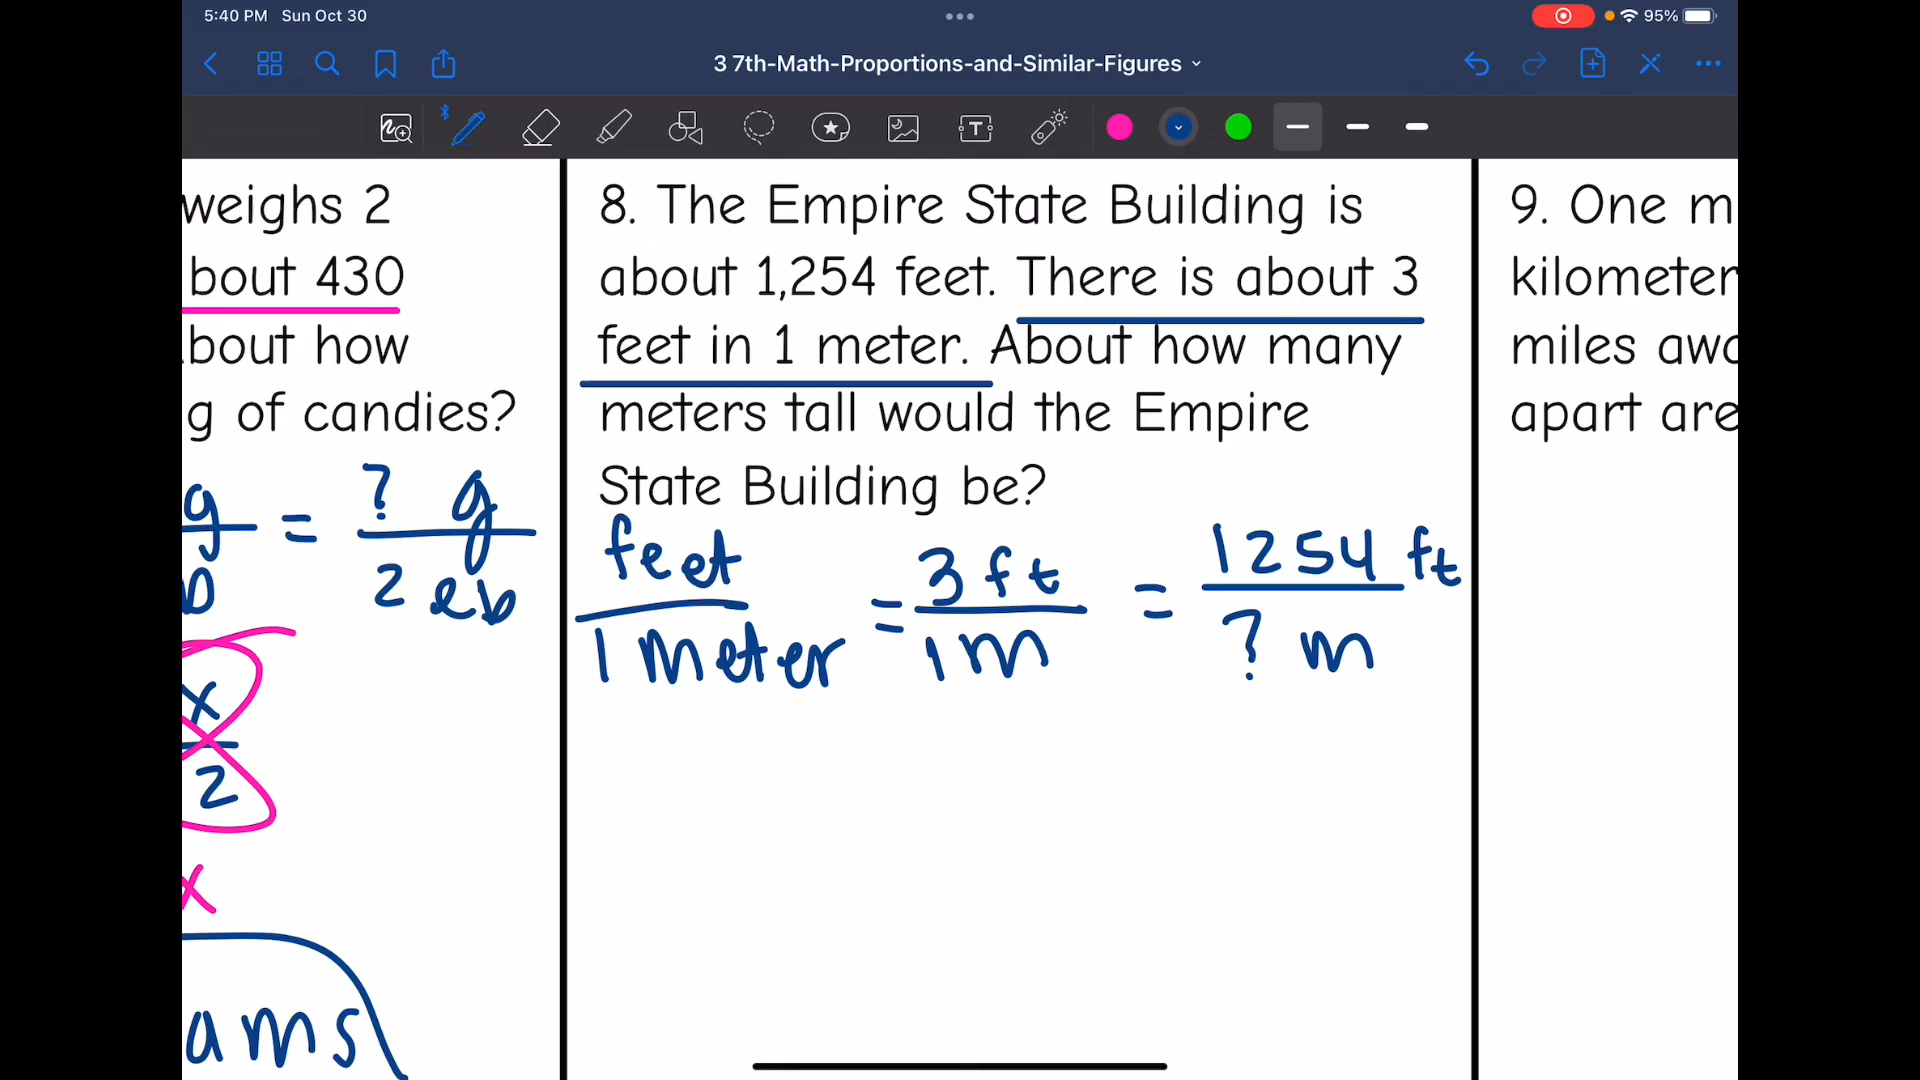 5:40 PM Sun Oct 30
95%
3 7th-Math-Proportions-and-Similar-Figures
weighs 2
bout 430
bout how
g of candies?
g = ? g
b 2 lb
x
2
x
ams
8. The Empire State Building is
about 1,254 feet. There is about 3
feet in 1 meter. About how many
meters tall would the Empire
State Building be?
feet = 3 ft = 1254 ft
1 meter 1 m ? m
9. One m
kilometer
miles awa
apart are